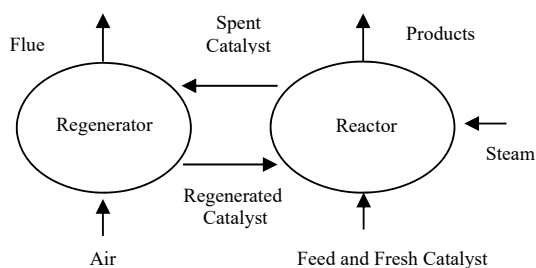 Flue
Spent
Catalyst
Products
Regenerator
Reactor
Steam
Regenerated
Catalyst
Air
Feed and Fresh Catalyst